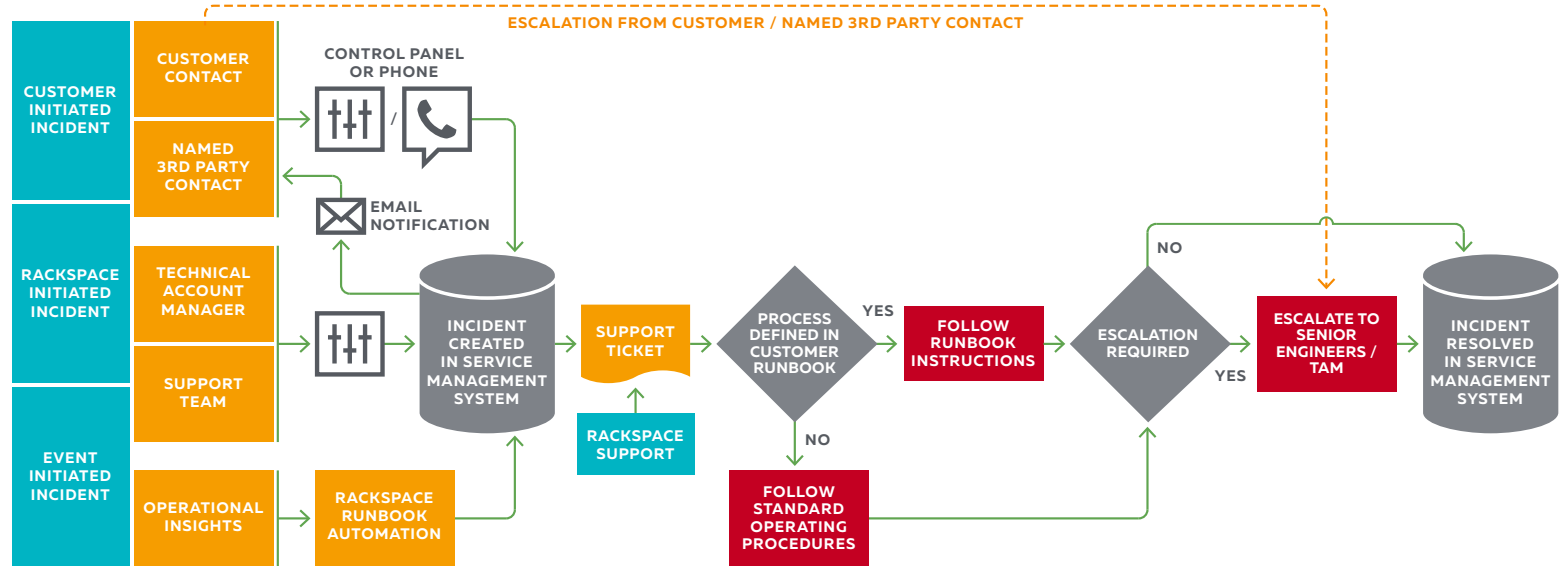 ESCALATION FROM CUSTOMER / NAMED 3RD PARTY CONTACT
CUSTOMER
INITIATED
INCIDENT
CUSTOMER
CONTACT
NAMED
3RD PARTY
CONTACT
CONTROL PANEL
OR PHONE
/
EMAIL
NOTIFICATION
RACKSPACE
INITIATED
INCIDENT
TECHNICAL
ACCOUNT
MANAGER
SUPPORT
TEAM
EVENT
INITIATED
INCIDENT
OPERATIONAL
INSIGHTS
RACKSPACE
RUNBOOK
AUTOMATION
INCIDENT
CREATED
IN SERVICE
MANAGEMENT
SYSTEM
SUPPORT
TICKET
RACKSPACE
SUPPORT
PROCESS
DEFINED IN
CUSTOMER
RUNBOOK
YES
NO
FOLLOW
RUNBOOK
INSTRUCTIONS
FOLLOW
STANDARD
OPERATING
PROCEDURES
ESCALATION
REQUIRED
NO
YES
ESCALATE TO
SENIOR
ENGINEERS /
TAM
INCIDENT
RESOLVED
IN SERVICE
MANAGEMENT
SYSTEM